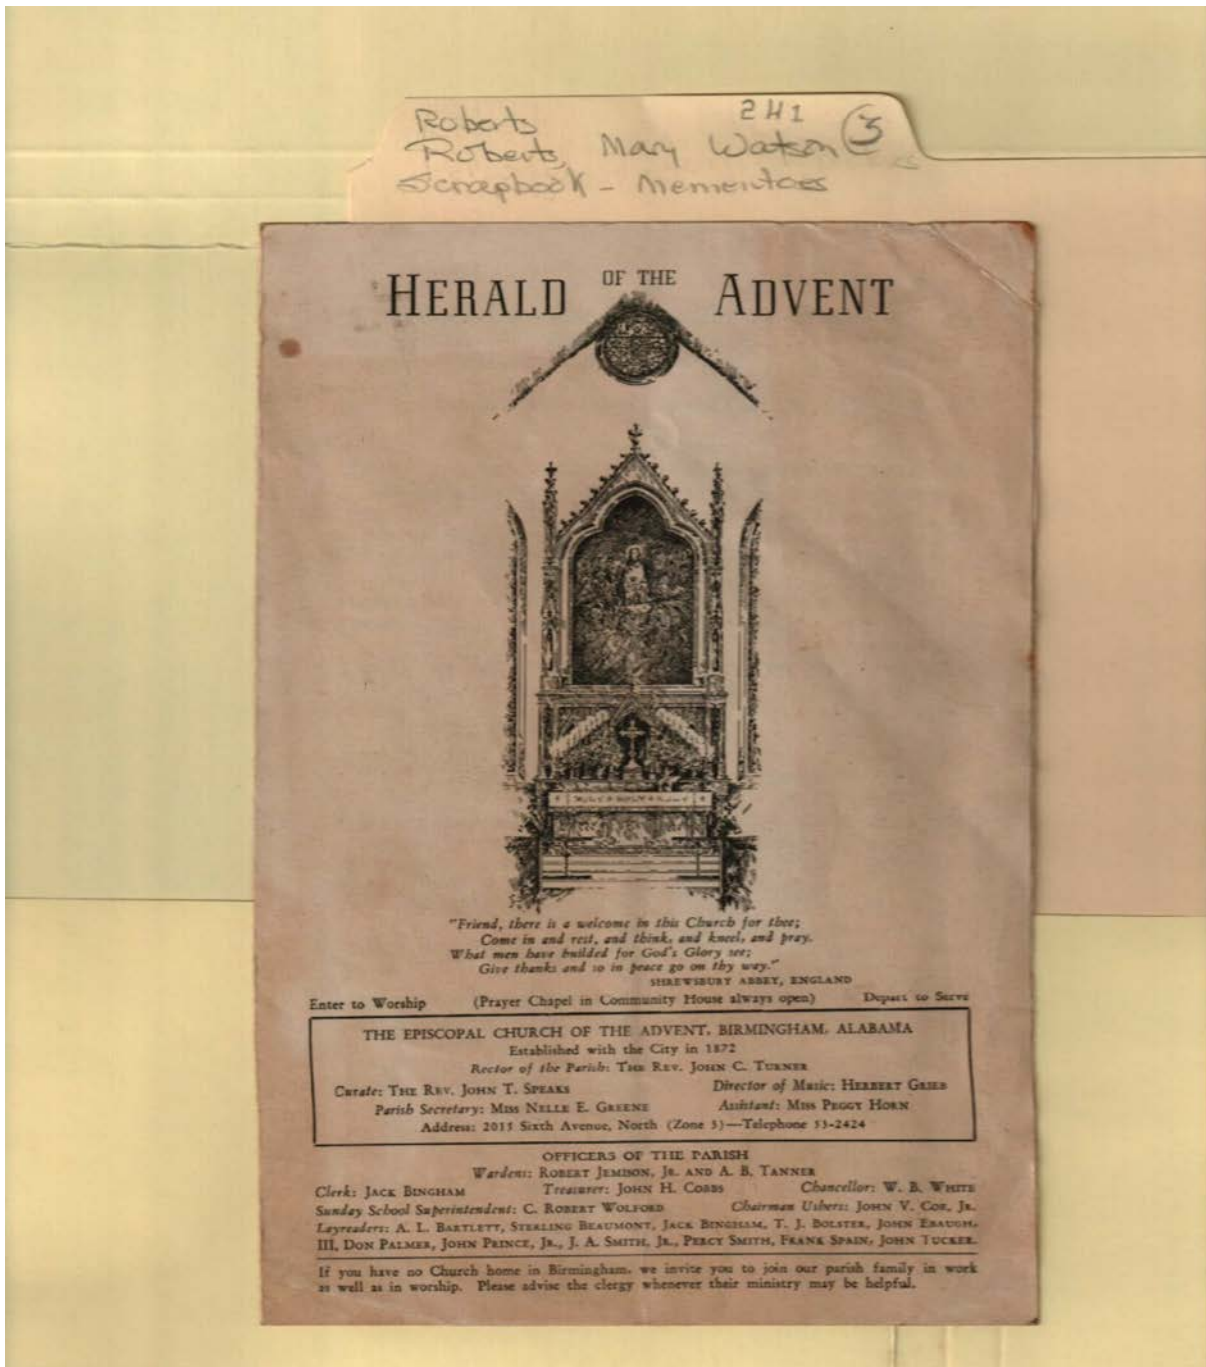 Roberts 2H1
Roberts, Mary Watson 3
Scrapbook - Mementoes
HERALD OF THE ADVENT
"Friend, there is a welcome in this Church for thee;
Come in and rest, and think, and kneel, and pray.
What men have builded for God's Glory see;
Give thanks and so in peace go on thy way."
SHREWSBURY ABBEY, ENGLAND
Enter to Worship (Prayer Chapel in Community House always open) Depart to Serve
THE EPISCOPAL CHURCH OF THE ADVENT, BIRMINGHAM, ALABAMA
Established with the City in 1872
Rector of the Parish: THE REV. JOHN C. TURNER
Curate: THE REV. JOHN T. SPEAKS Director of Music: HERBERT GRIEB
Parish Secretary: MISS NELLE E. GREENE Assistant: MISS PEGGY HORN
Address: 2015 Sixth Avenue, North (Zone 3)—Telephone 53-2424
OFFICERS OF THE PARISH
Wardens: ROBERT JEMISON, JR. AND A. B. TANNER
Clerk: JACK BINGHAM Treasurer: JOHN H. COBBS Chancellor: W. B. WHITE
Sunday School Superintendent: C. ROBERT WOLFORD Chairman Ushers: JOHN V. COE, JR.
Layreaders: A. L. BARTLETT, STERLING BEAUMONT, JACK BINGHAM, T. J. BOLSTER, JOHN EBAUGH,
III, DON PALMER, JOHN PRINCE, JR., J. A. SMITH, JR., PERCY SMITH, FRANK SPAIN, JOHN TUCKER.
If you have no Church home in Birmingham, we invite you to join our parish family in work
as well as in worship. Please advise the clergy whenever their ministry may be helpful.